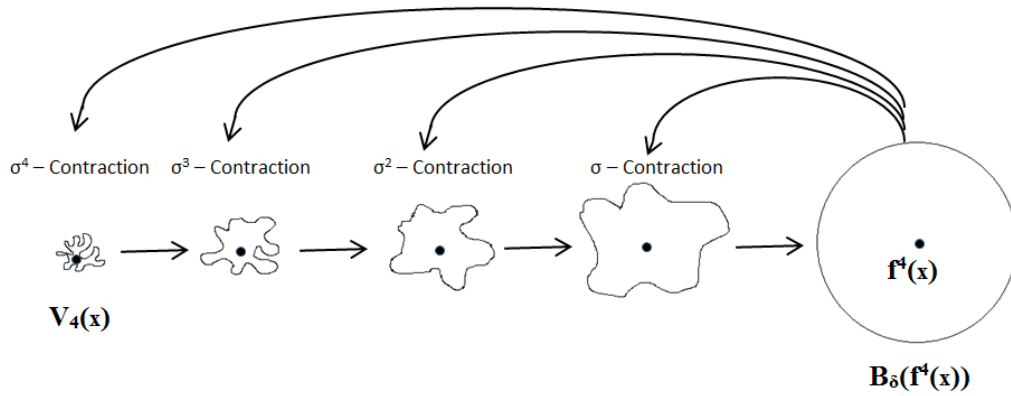 σ⁴ – Contraction σ³ – Contraction σ² – Contraction σ – Contraction
f⁴(x)
V₄(x)
B_δ(f⁴(x))